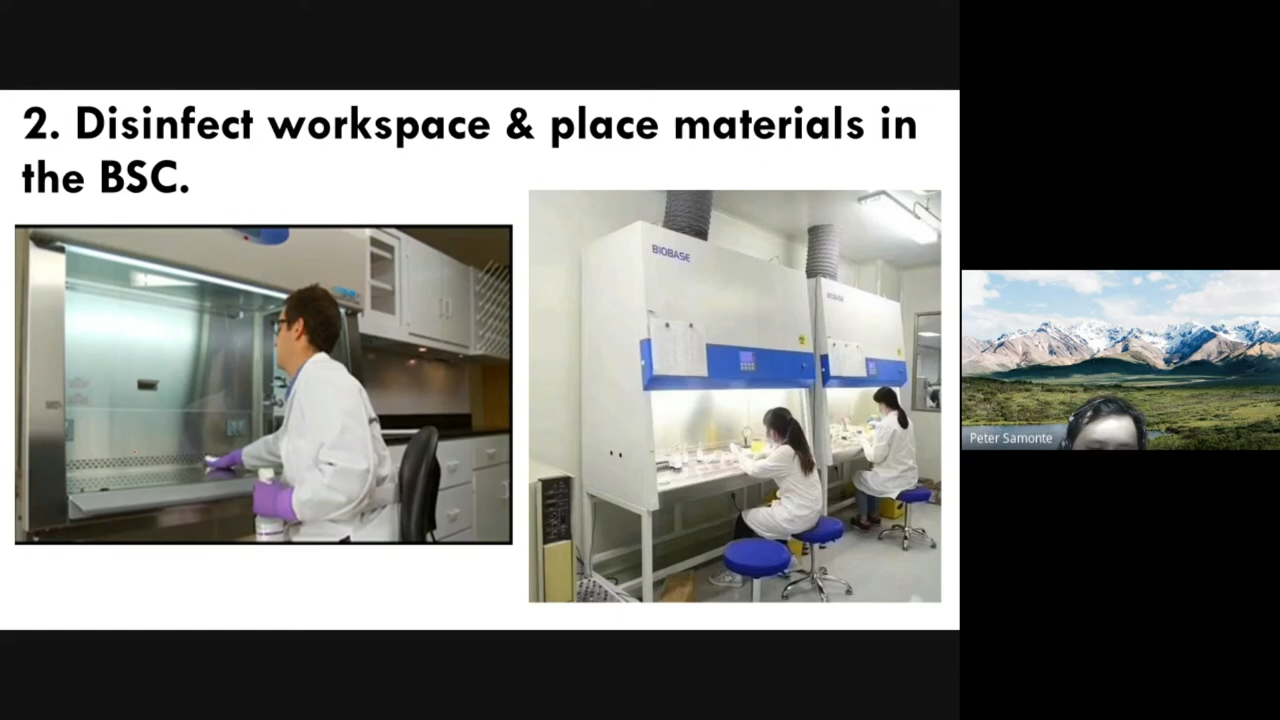 2. Disinfect workspace & place materials in
the BSC.
BIOBASE
BIOBASE
Peter Samonte